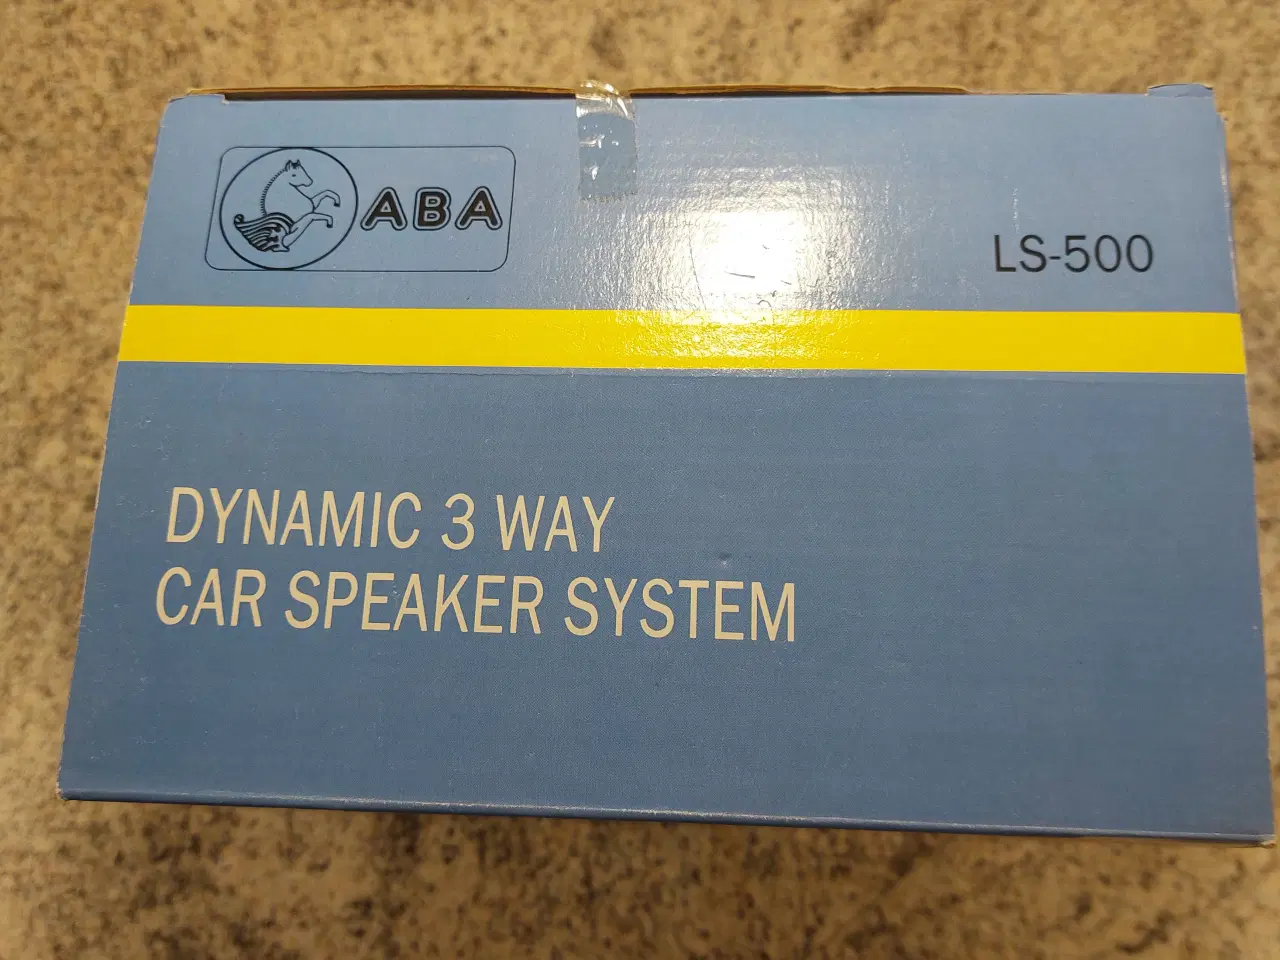 ABA
LS-500
DYNAMIC 3 WAY
CAR SPEAKER SYSTEM